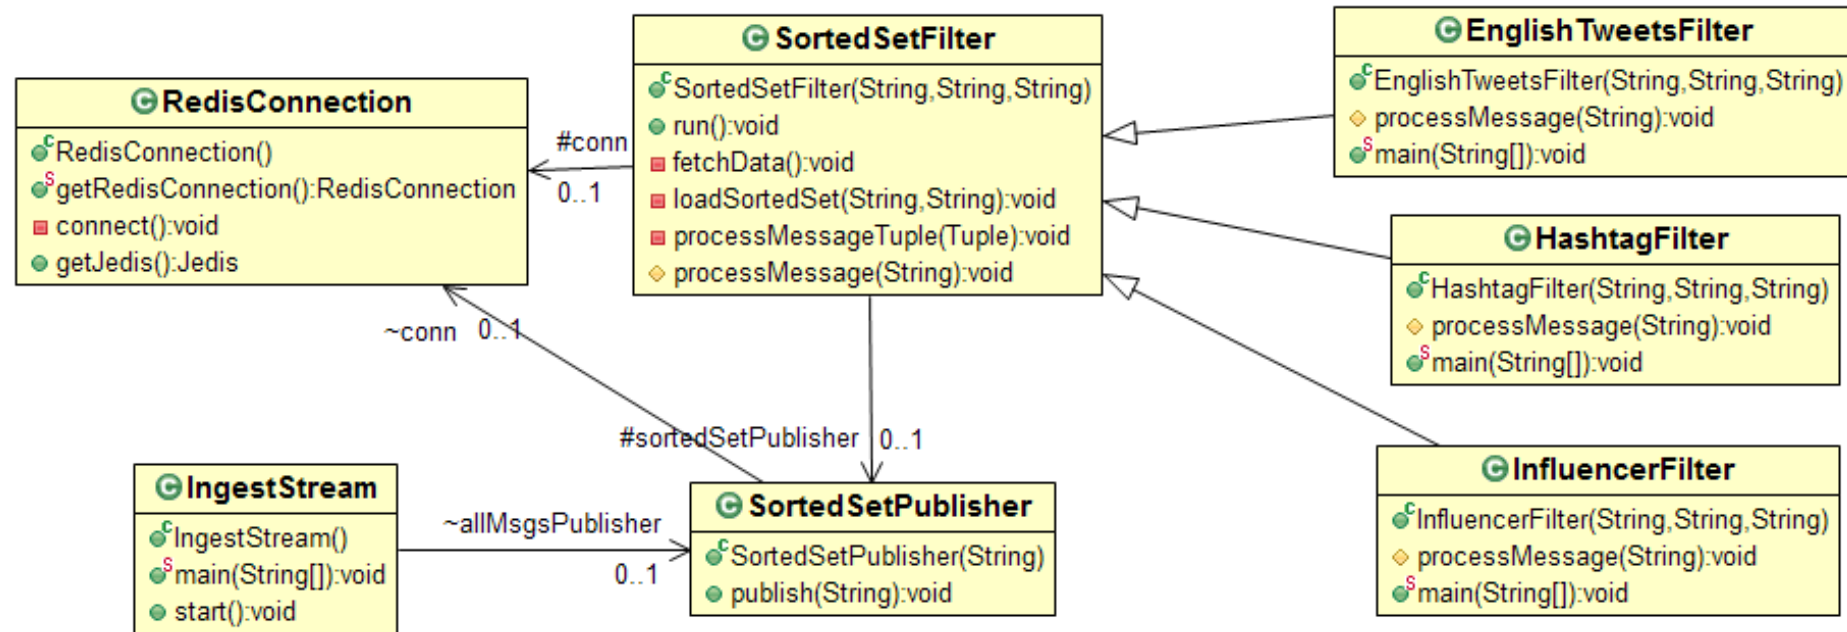 RedisConnection
RedisConnection()
getRedisConnection():RedisConnection
connect():void
getJedis():Jedis
#conn
0..1
SortedSetFilter
SortedSetFilter(String,String,String)
run():void
fetchData():void
loadSortedSet(String,String):void
processMessageTuple(Tuple):void
processMessage(String):void
EnglishTweetsFilter
EnglishTweetsFilter(String,String,String)
processMessage(String):void
main(String[]):void
HashtagFilter
HashtagFilter(String,String,String)
processMessage(String):void
main(String[]):void
~conn
0..1
#sortedSetPublisher
0..1
IngestStream
IngestStream()
main(String[]):void
start():void
~allMsgsPublisher
0..1
SortedSetPublisher
SortedSetPublisher(String)
publish(String):void
InfluencerFilter
InfluencerFilter(String,String,String)
processMessage(String):void
main(String[]):void